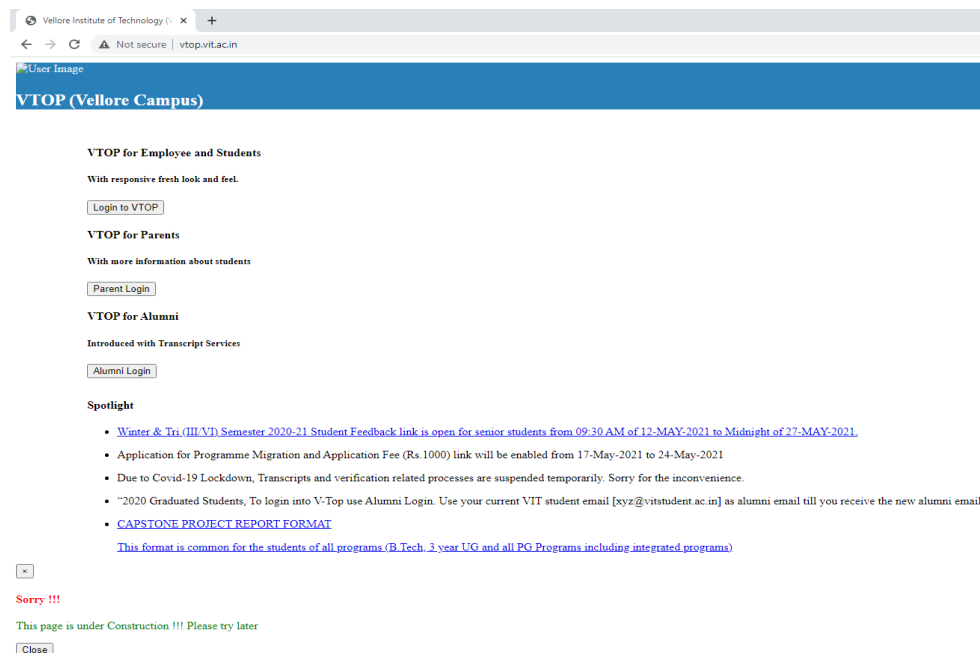 Vellore Institute of Technology (V
Not secure | vtop.vit.ac.in
User Image
VTOP (Vellore Campus)
VTOP for Employee and Students
With responsive fresh look and feel.
Login to VTOP
VTOP for Parents
With more information about students
Parent Login
VTOP for Alumni
Introduced with Transcript Services
Alumni Login
Spotlight
• Winter & Tri (III/VI) Semester 2020-21 Student Feedback link is open for senior students from 09:30 AM of 12-MAY-2021 to Midnight of 27-MAY-2021.
• Application for Programme Migration and Application Fee (Rs.1000) link will be enabled from 17-May-2021 to 24-May-2021
• Due to Covid-19 Lockdown, Transcripts and verification related processes are suspended temporarily. Sorry for the inconvenience.
• “2020 Graduated Students, To login into V-Top use Alumni Login. Use your current VIT student email [xyz@vitstudent.ac.in] as alumni email till you receive the new alumni email
• CAPSTONE PROJECT REPORT FORMAT
This format is common for the students of all programs (B.Tech, 3 year UG and all PG Programs including integrated programs)
×
Sorry !!!
This page is under Construction !!! Please try later
Close